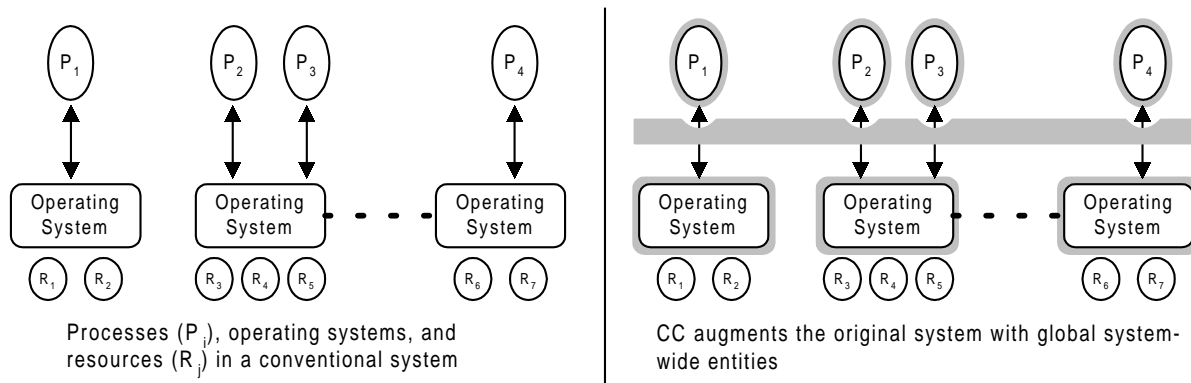 P1 P2 P3 P4
Operating Operating Operating
System System System
R1 R2 R3 R4 R5 R6 R7
Processes (Pi), operating systems, and
resources (Rj) in a conventional system
P1 P2 P3 P4
Operating Operating Operating
System System System
R1 R2 R3 R4 R5 R6 R7
CC augments the original system with global system-
wide entities